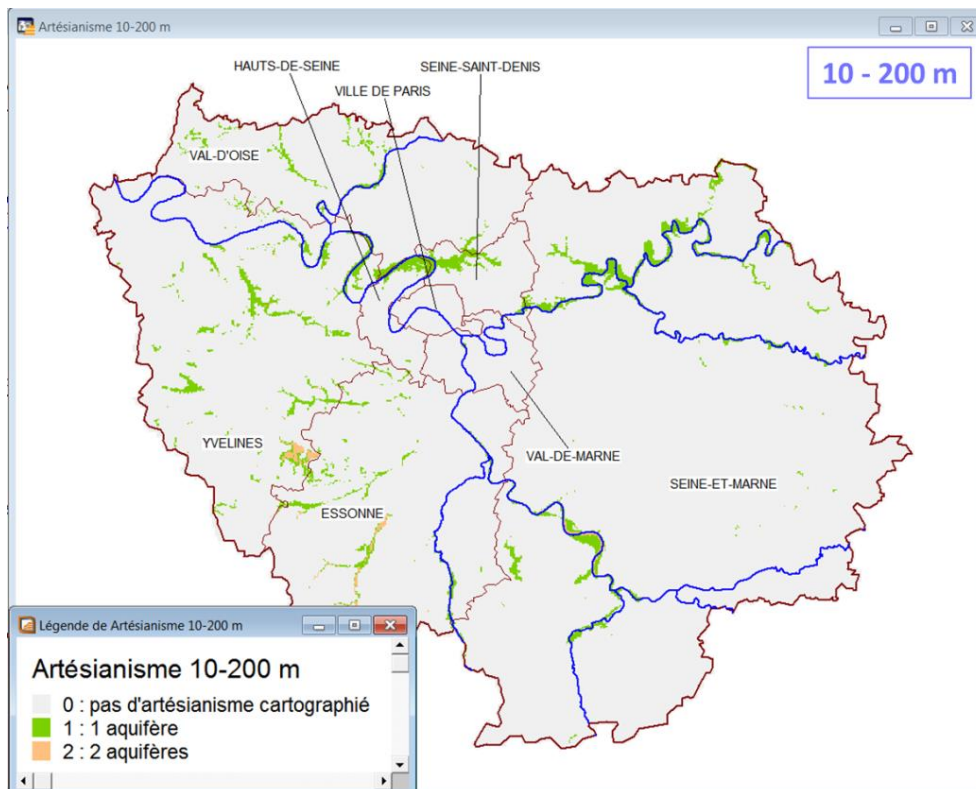 Artésianisme 10-200 m
10 - 200 m
HAUTS-DE-SEINE
SEINE-SAINT-DENIS
VILLE DE PARIS
VAL-D'OISE
YVELINES
VAL-DE-MARNE
SEINE-ET-MARNE
ESSONNE
Légende de Artésianisme 10-200 m
Artésianisme 10-200 m
0 : pas d'artésianisme cartographié
1 : 1 aquifère
2 : 2 aquifères